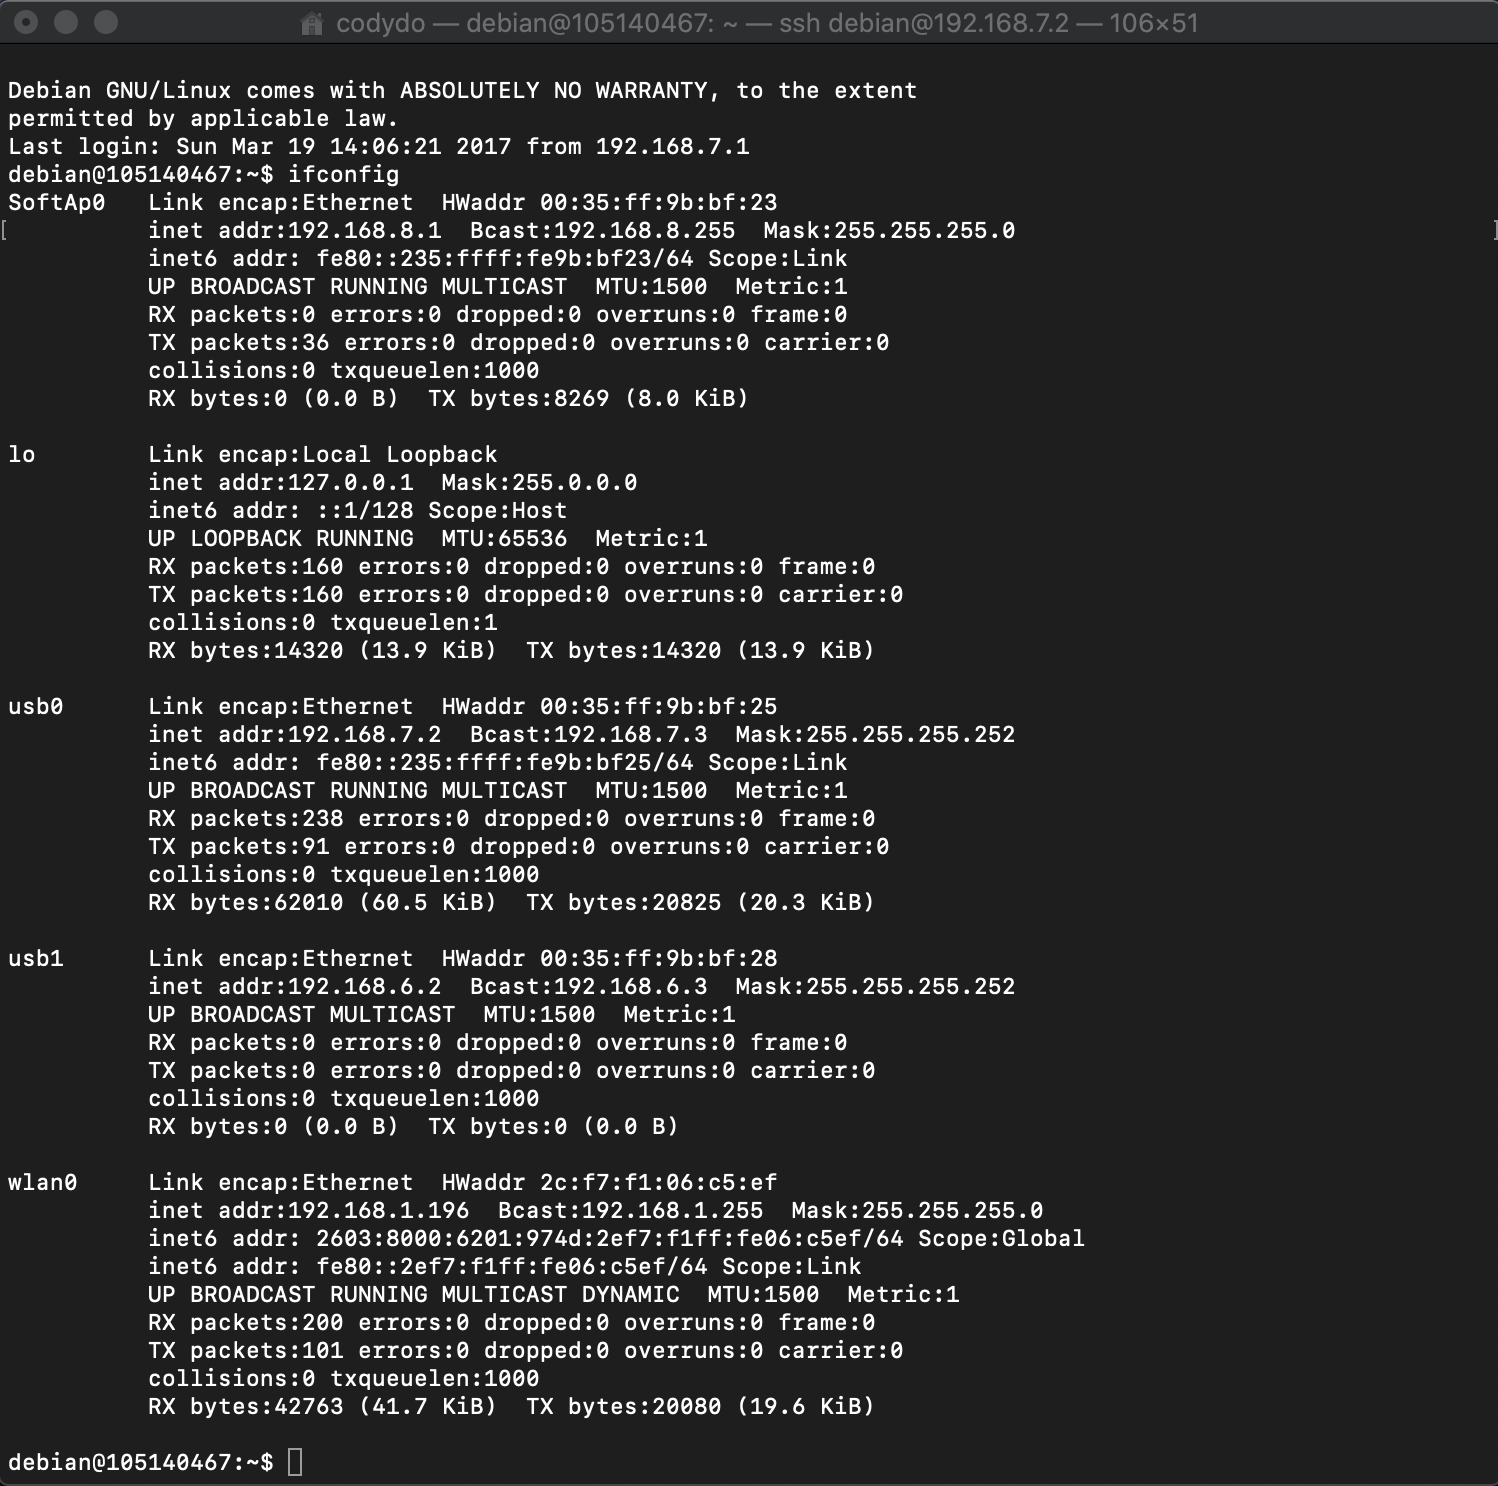 codydo — debian@105140467: ~ — ssh debian@192.168.7.2 — 106×51
Debian GNU/Linux comes with ABSOLUTELY NO WARRANTY, to the extent
permitted by applicable law.
Last login: Sun Mar 19 14:06:21 2017 from 192.168.7.1
debian@105140467:~$ ifconfig
SoftAp0   Link encap:Ethernet  HWaddr 00:35:ff:9b:bf:23
[         inet addr:192.168.8.1  Bcast:192.168.8.255  Mask:255.255.255.0 ]
          inet6 addr: fe80::235:ffff:fe9b:bf23/64 Scope:Link
          UP BROADCAST RUNNING MULTICAST  MTU:1500  Metric:1
          RX packets:0 errors:0 dropped:0 overruns:0 frame:0
          TX packets:36 errors:0 dropped:0 overruns:0 carrier:0
          collisions:0 txqueuelen:1000
          RX bytes:0 (0.0 B)  TX bytes:8269 (8.0 KiB)

lo        Link encap:Local Loopback
          inet addr:127.0.0.1  Mask:255.0.0.0
          inet6 addr: ::1/128 Scope:Host
          UP LOOPBACK RUNNING  MTU:65536  Metric:1
          RX packets:160 errors:0 dropped:0 overruns:0 frame:0
          TX packets:160 errors:0 dropped:0 overruns:0 carrier:0
          collisions:0 txqueuelen:1
          RX bytes:14320 (13.9 KiB)  TX bytes:14320 (13.9 KiB)

usb0      Link encap:Ethernet  HWaddr 00:35:ff:9b:bf:25
          inet addr:192.168.7.2  Bcast:192.168.7.3  Mask:255.255.255.252
          inet6 addr: fe80::235:ffff:fe9b:bf25/64 Scope:Link
          UP BROADCAST RUNNING MULTICAST  MTU:1500  Metric:1
          RX packets:238 errors:0 dropped:0 overruns:0 frame:0
          TX packets:91 errors:0 dropped:0 overruns:0 carrier:0
          collisions:0 txqueuelen:1000
          RX bytes:62010 (60.5 KiB)  TX bytes:20825 (20.3 KiB)

usb1      Link encap:Ethernet  HWaddr 00:35:ff:9b:bf:28
          inet addr:192.168.6.2  Bcast:192.168.6.3  Mask:255.255.255.252
          UP BROADCAST MULTICAST  MTU:1500  Metric:1
          RX packets:0 errors:0 dropped:0 overruns:0 frame:0
          TX packets:0 errors:0 dropped:0 overruns:0 carrier:0
          collisions:0 txqueuelen:1000
          RX bytes:0 (0.0 B)  TX bytes:0 (0.0 B)

wlan0     Link encap:Ethernet  HWaddr 2c:f7:f1:06:c5:ef
          inet addr:192.168.1.196  Bcast:192.168.1.255  Mask:255.255.255.0
          inet6 addr: 2603:8000:6201:974d:2ef7:f1ff:fe06:c5ef/64 Scope:Global
          inet6 addr: fe80::2ef7:f1ff:fe06:c5ef/64 Scope:Link
          UP BROADCAST RUNNING MULTICAST DYNAMIC  MTU:1500  Metric:1
          RX packets:200 errors:0 dropped:0 overruns:0 frame:0
          TX packets:101 errors:0 dropped:0 overruns:0 carrier:0
          collisions:0 txqueuelen:1000
          RX bytes:42763 (41.7 KiB)  TX bytes:20080 (19.6 KiB)

debian@105140467:~$